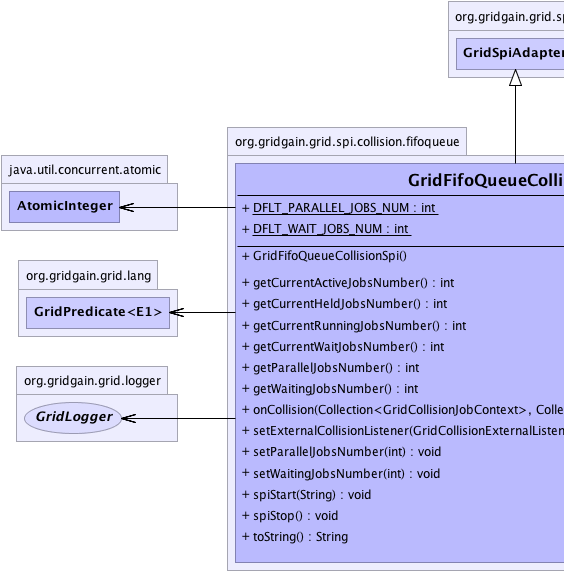 org.gridgain.grid.sp
GridSpiAdapter
org.gridgain.grid.spi.collision.fifoqueue
java.util.concurrent.atomic
GridFifoQueueColli
AtomicInteger
+ DFLT_PARALLEL_JOBS_NUM : int
+ DFLT_WAIT_JOBS_NUM : int
+ GridFifoQueueCollisionSpi()
org.gridgain.grid.lang
GridPredicate<E1>
+ getCurrentActiveJobsNumber() : int
+ getCurrentHeldJobsNumber() : int
+ getCurrentRunningJobsNumber() : int
+ getCurrentWaitJobsNumber() : int
+ getParallelJobsNumber() : int
+ getWaitingJobsNumber() : int
org.gridgain.grid.logger
GridLogger
+ onCollision(Collection<GridCollisionJobContext>, Colle
+ setExternalCollisionListener(GridCollisionExternalListen
+ setParallelJobsNumber(int) : void
+ setWaitingJobsNumber(int) : void
+ spiStart(String) : void
+ spiStop() : void
+ toString() : String